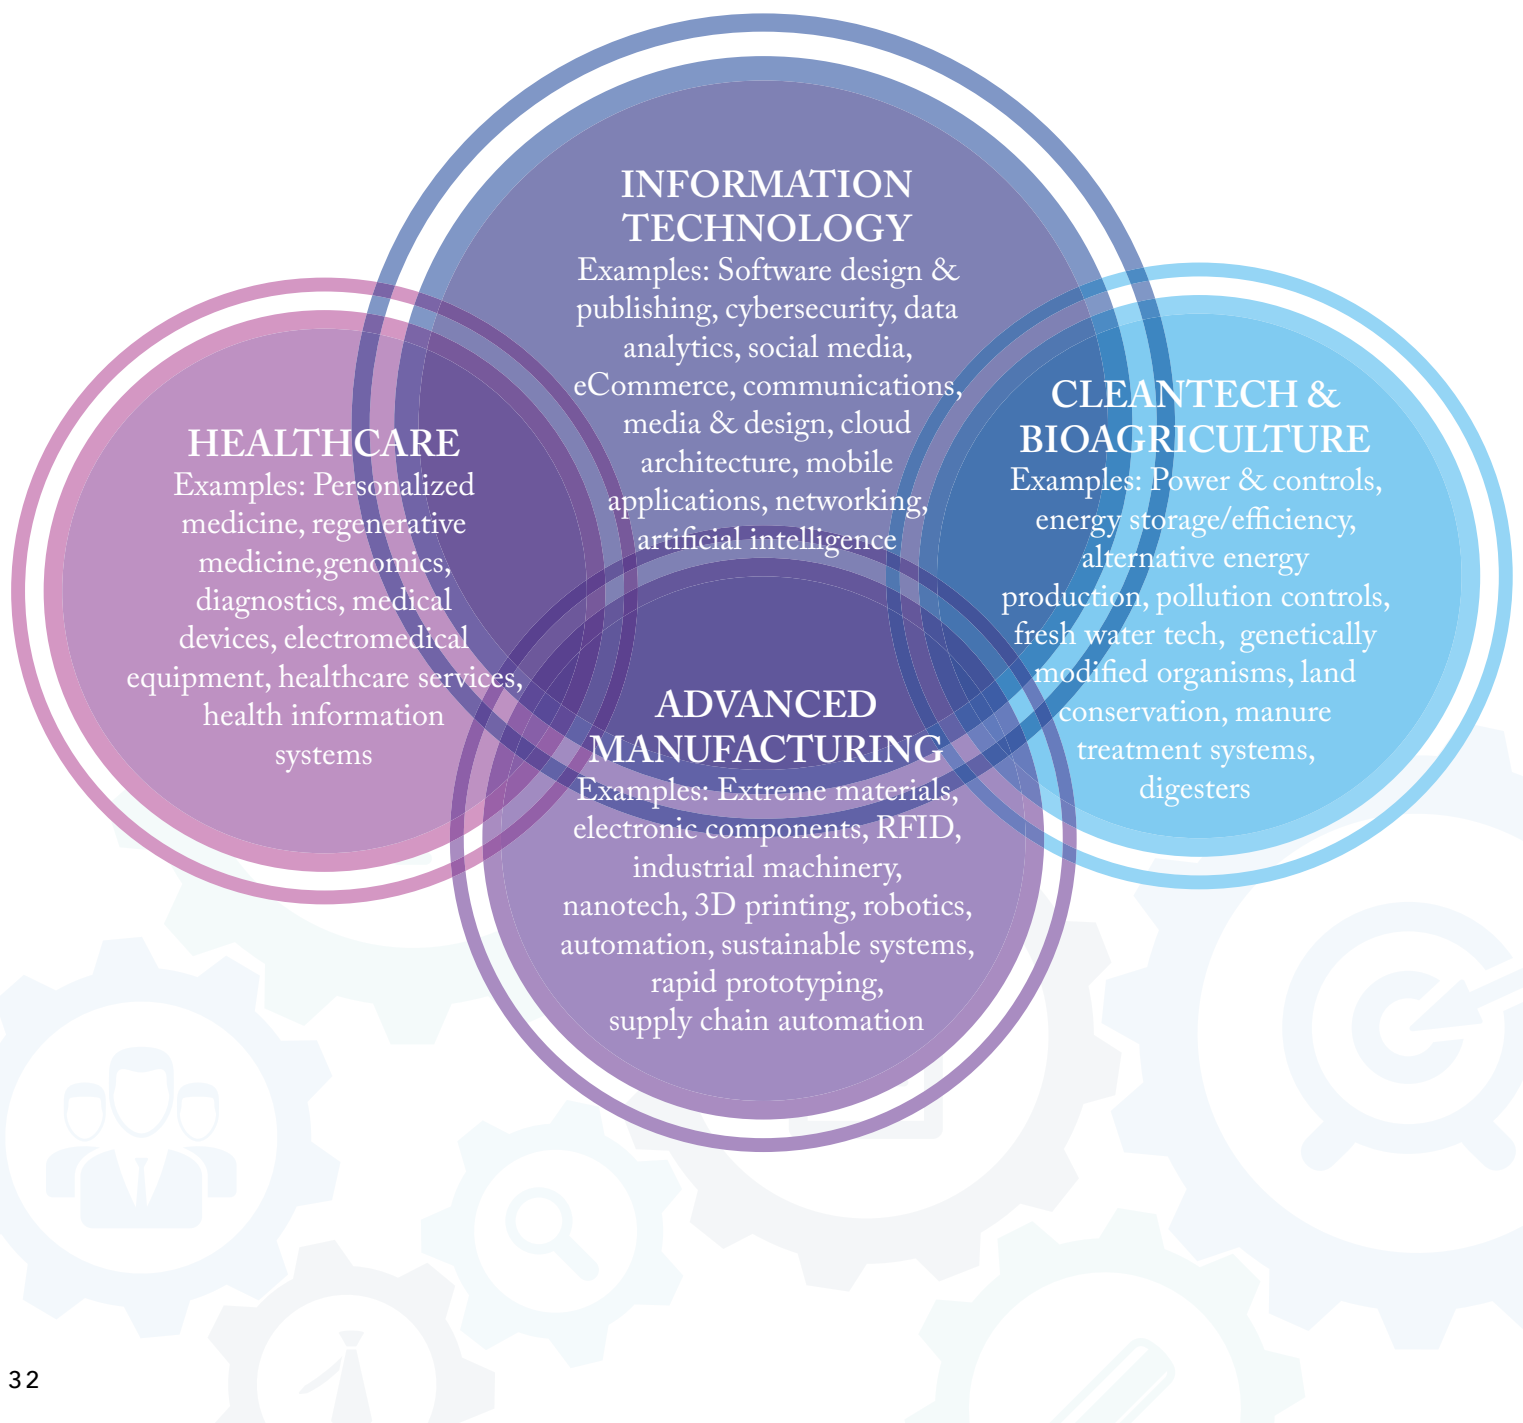 INFORMATION
TECHNOLOGY
Examples: Software design &
publishing, cybersecurity, data
analytics, social media,
eCommerce, communications,
media & design, cloud
architecture, mobile
applications, networking,
artificial intelligence
HEALTHCARE
Examples: Personalized
medicine, regenerative
medicine,genomics,
diagnostics, medical
devices, electromedical
equipment, healthcare services,
health information
systems
CLEANTECH &
BIOAGRICULTURE
Examples: Power & controls,
energy storage/efficiency,
alternative energy
production, pollution controls,
fresh water tech, genetically
modified organisms, land
conservation, manure
treatment systems,
digesters
ADVANCED
MANUFACTURING
Examples: Extreme materials,
electronic components, RFID,
industrial machinery,
nanotech, 3D printing, robotics,
automation, sustainable systems,
rapid prototyping,
supply chain automation
32